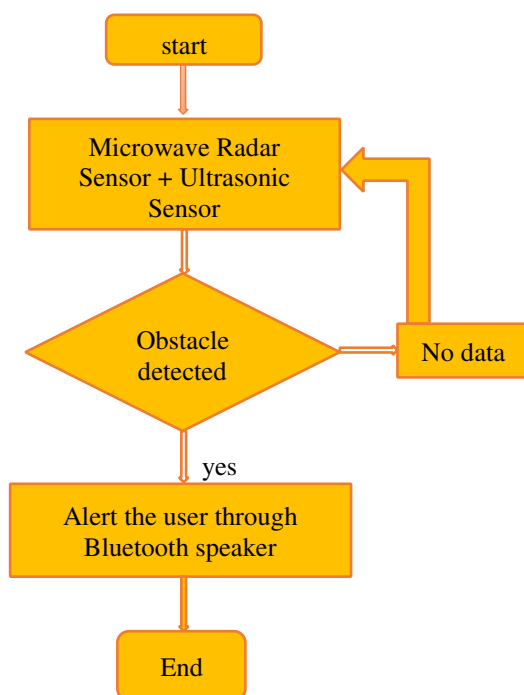 start
Microwave Radar
Sensor + Ultrasonic
Sensor
Obstacle
detected
No data
yes
Alert the user through
Bluetooth speaker
End